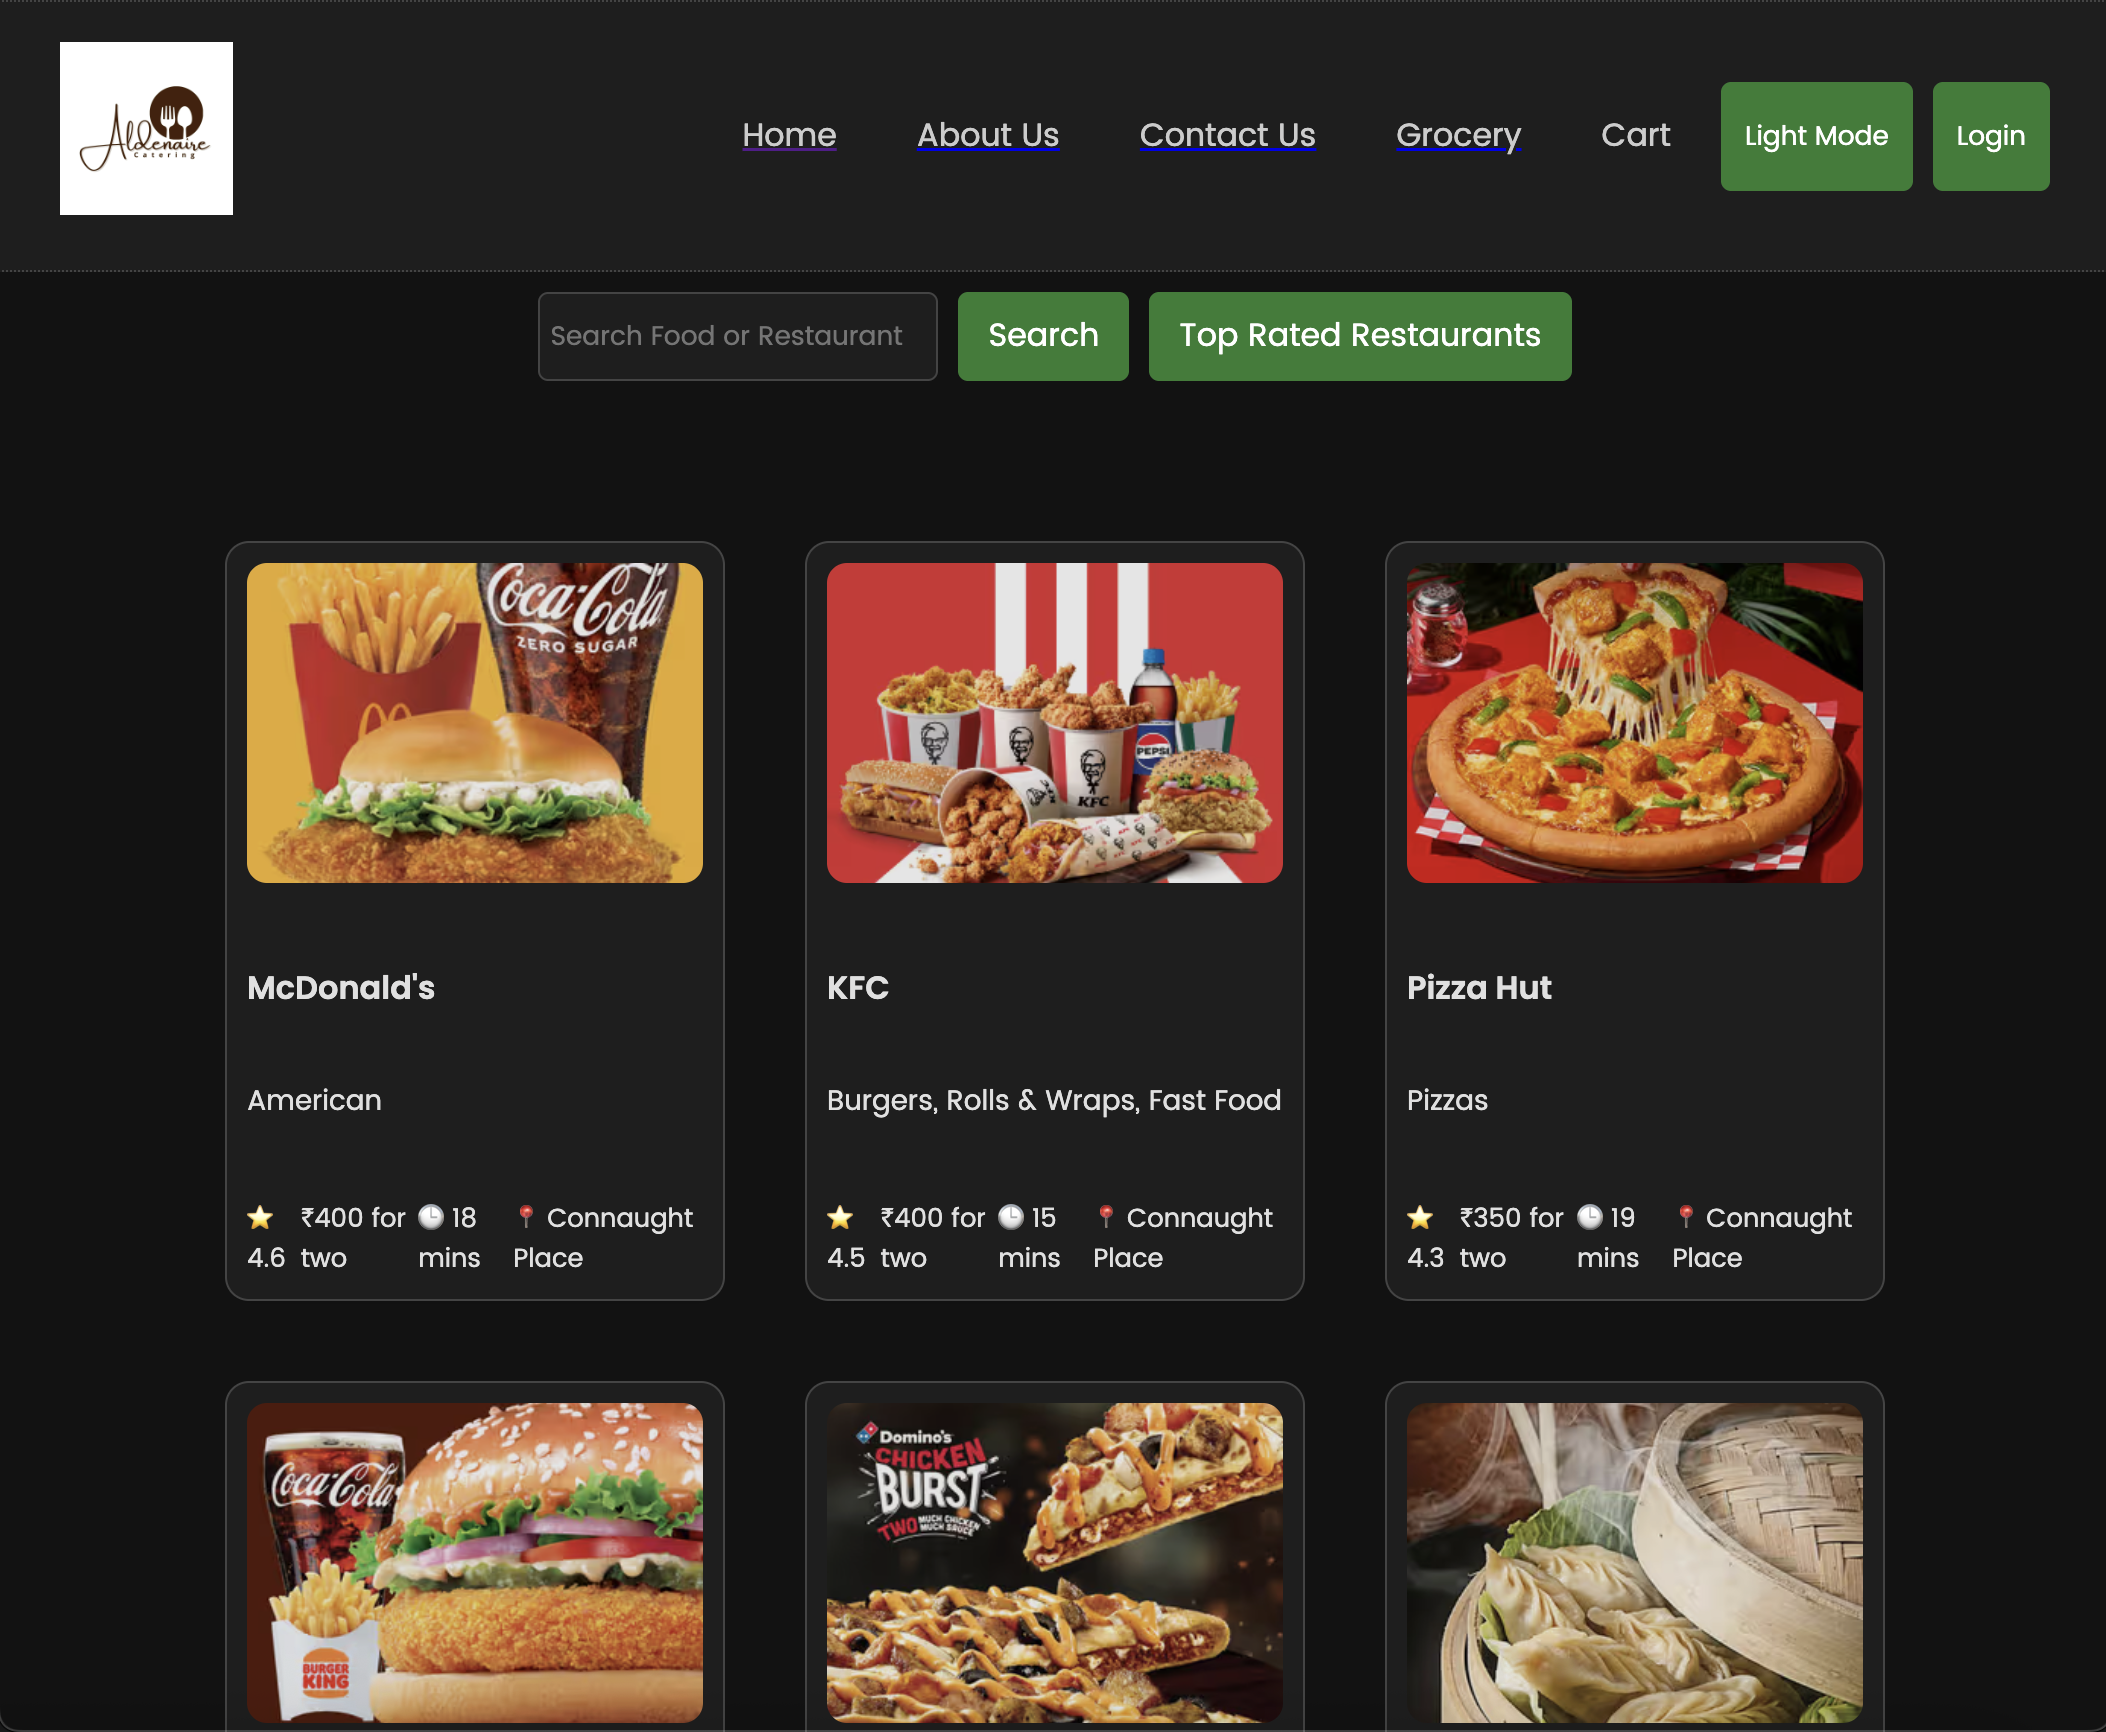 Aldenaire
Catering
Home
About Us
Contact Us
Grocery
Cart
Light Mode
Login
Search Food or Restaurant
Search
Top Rated Restaurants
Coca-Cola
ZERO SUGAR
PEPSI
KFC
McDonald's
KFC
Pizza Hut
American
Burgers, Rolls & Wraps, Fast Food
Pizzas
⭐ ₹400 for 🕒 18 📍 Connaught
4.6 two mins Place
⭐ ₹400 for 🕒 15 📍 Connaught
4.5 two mins Place
⭐ ₹350 for 🕒 19 📍 Connaught
4.3 two mins Place
Coca-Cola
BURGER
KING
Domino's
CHICKEN
BURST
TWO MUCH CHICKEN
MUCH SAUCE